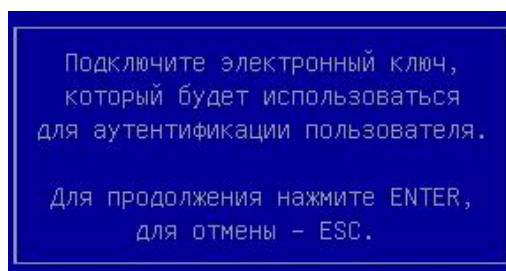 Подключите электронный ключ,
который будет использоваться
для аутентификации пользователя.
Для продолжения нажмите ENTER,
для отмены – ESC.